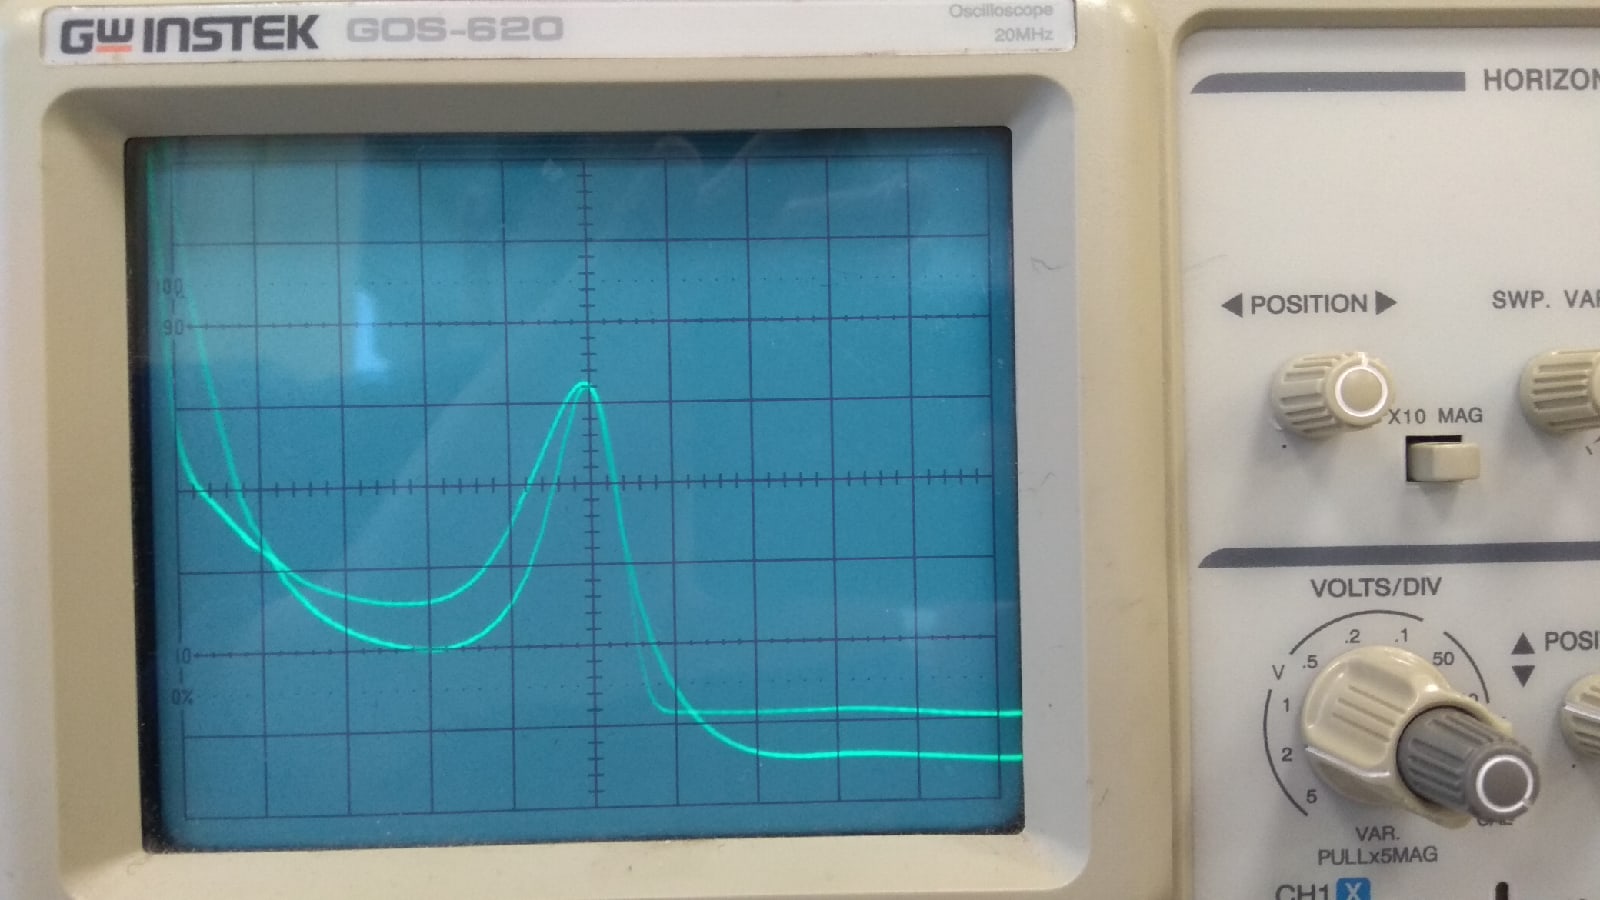 GW INSTEK GOS-620
Oscilloscope
20MHz
HORIZON
POSITION
SWP. VAR
X10 MAG
100
90
10
0%
VOLTS/DIV
.2
.1
.5
50
V
1
2
5
POSI
VAR.
PULLx5MAG
CH1 X